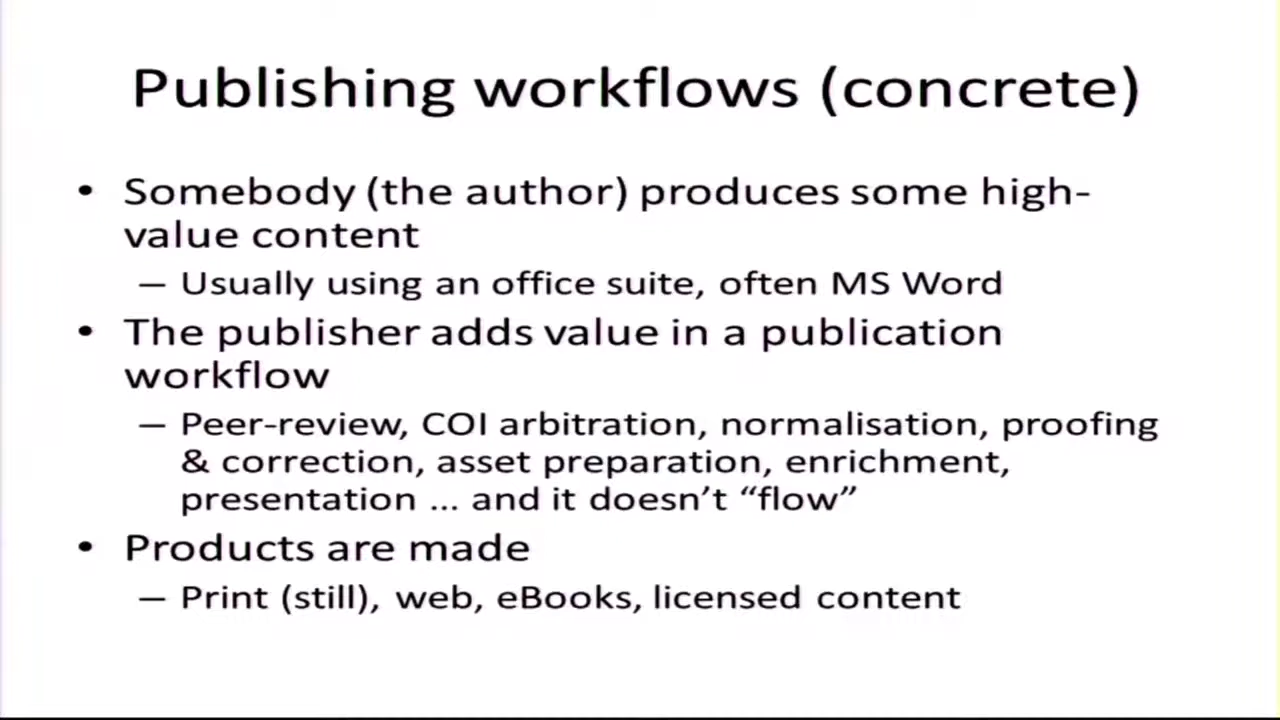 Publishing workflows (concrete)
• Somebody (the author) produces some high-
value content
– Usually using an office suite, often MS Word
• The publisher adds value in a publication
workflow
– Peer-review, COI arbitration, normalisation, proofing
& correction, asset preparation, enrichment,
presentation ... and it doesn’t “flow”
• Products are made
– Print (still), web, eBooks, licensed content